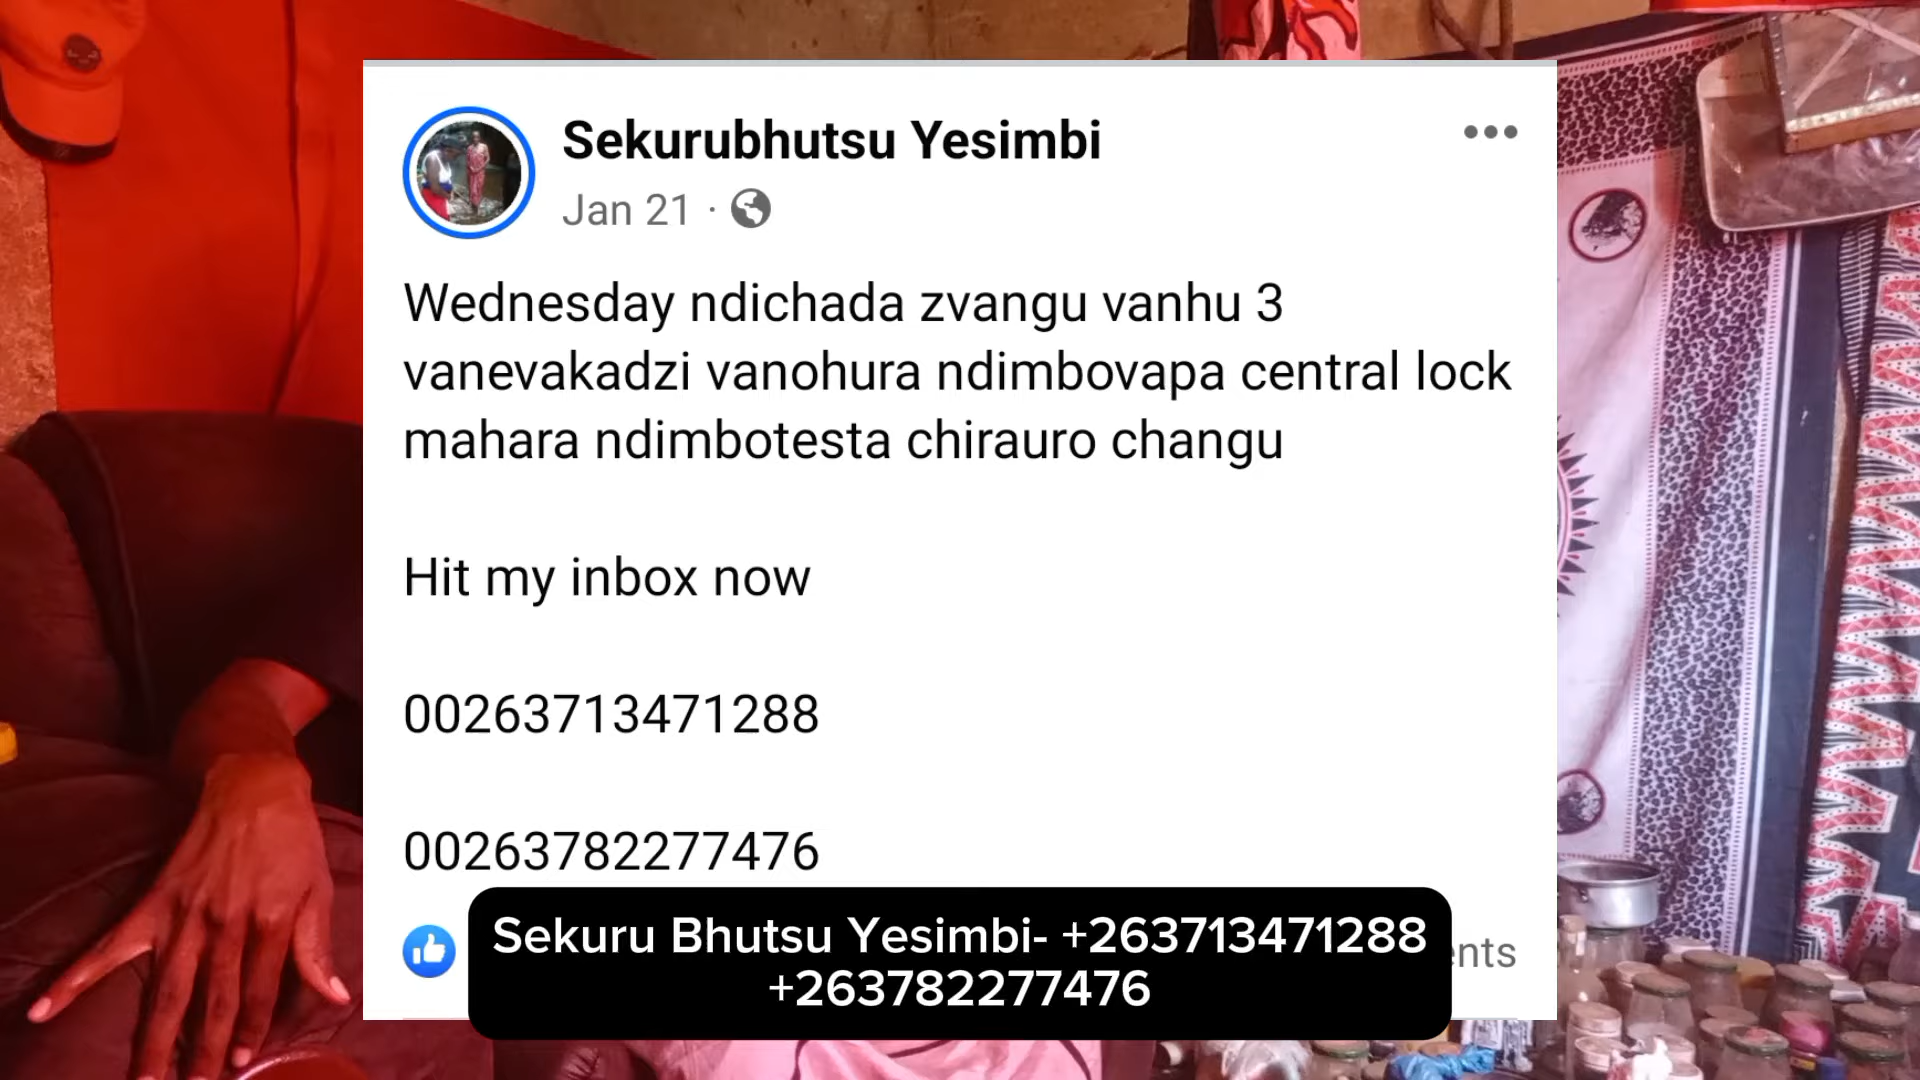 Sekurubhutsu Yesimbi
Jan 21 ·
Wednesday ndichada zvangu vanhu 3
vanevakadzi vanohura ndimbovapa central lock
mahara ndimbotesta chirauro changu
Hit my inbox now
00263713471288
00263782277476
ents
Sekuru Bhutsu Yesimbi- +263713471288
+263782277476